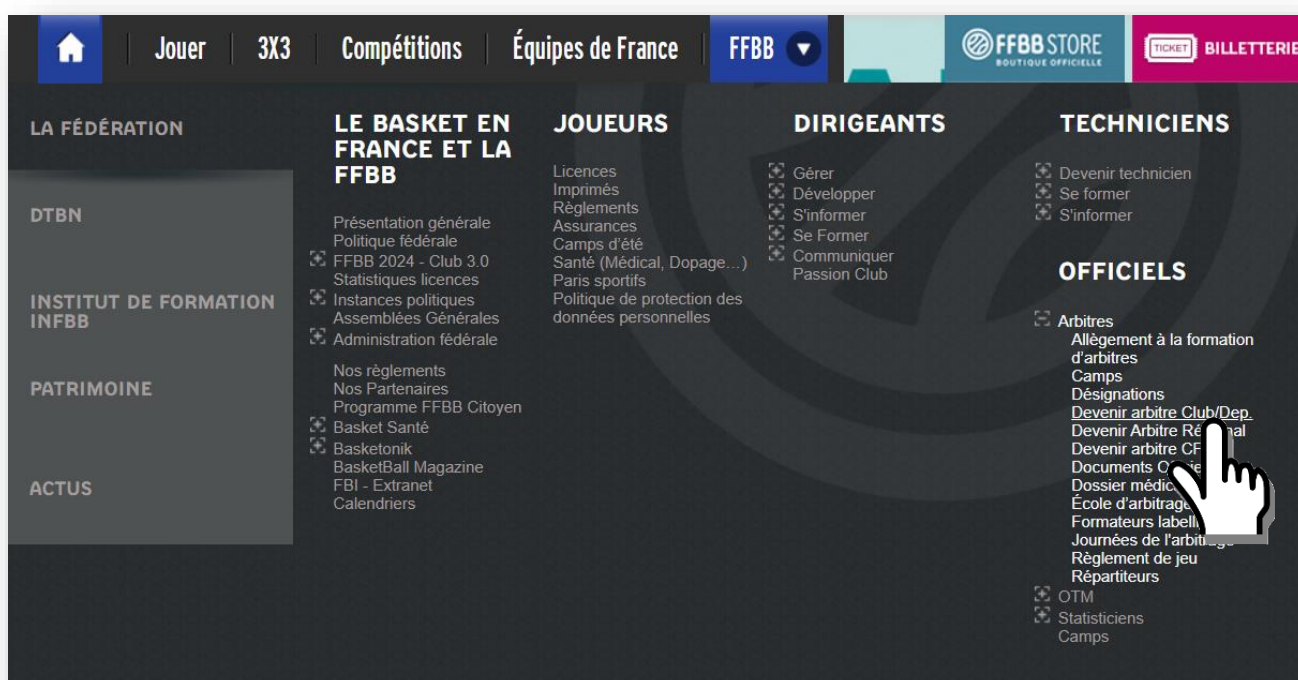 Jouer
3X3
Compétitions
Équipes de France
FFBB
FFBB STORE
BOUTIQUE OFFICIELLE
TICKET
BILLETTERIE
LA FÉDÉRATION
DTBN
INSTITUT DE FORMATION
INFBB
PATRIMOINE
ACTUS
LE BASKET EN
FRANCE ET LA
FFBB
Présentation générale
Politique fédérale
FFBB 2024 - Club 3.0
Statistiques licences
Instances politiques
Assemblées Générales
Administration fédérale
Nos règlements
Nos Partenaires
Programme FFBB Citoyen
Basket Santé
Basketonik
BasketBall Magazine
FBI - Extranet
Calendriers
JOUEURS
Licences
Imprimés
Règlements
Assurances
Camps d'été
Santé (Médical, Dopage...)
Paris sportifs
Politique de protection des
données personnelles
DIRIGEANTS
Gérer
Développer
S'informer
Se Former
Communiquer
Passion Club
TECHNICIENS
Devenir technicien
Se former
S'informer
OFFICIELS
Arbitres
Allègement à la formation
d'arbitres
Camps
Désignations
Devenir arbitre Club/Dep.
Devenir Arbitre
Devenir arbitre
Documents
Dossier
École d'arbitrage
Formateurs
Journées de l'arbitrage
Règlement de jeu
Répartiteurs
OTM
Statisticiens
Camps